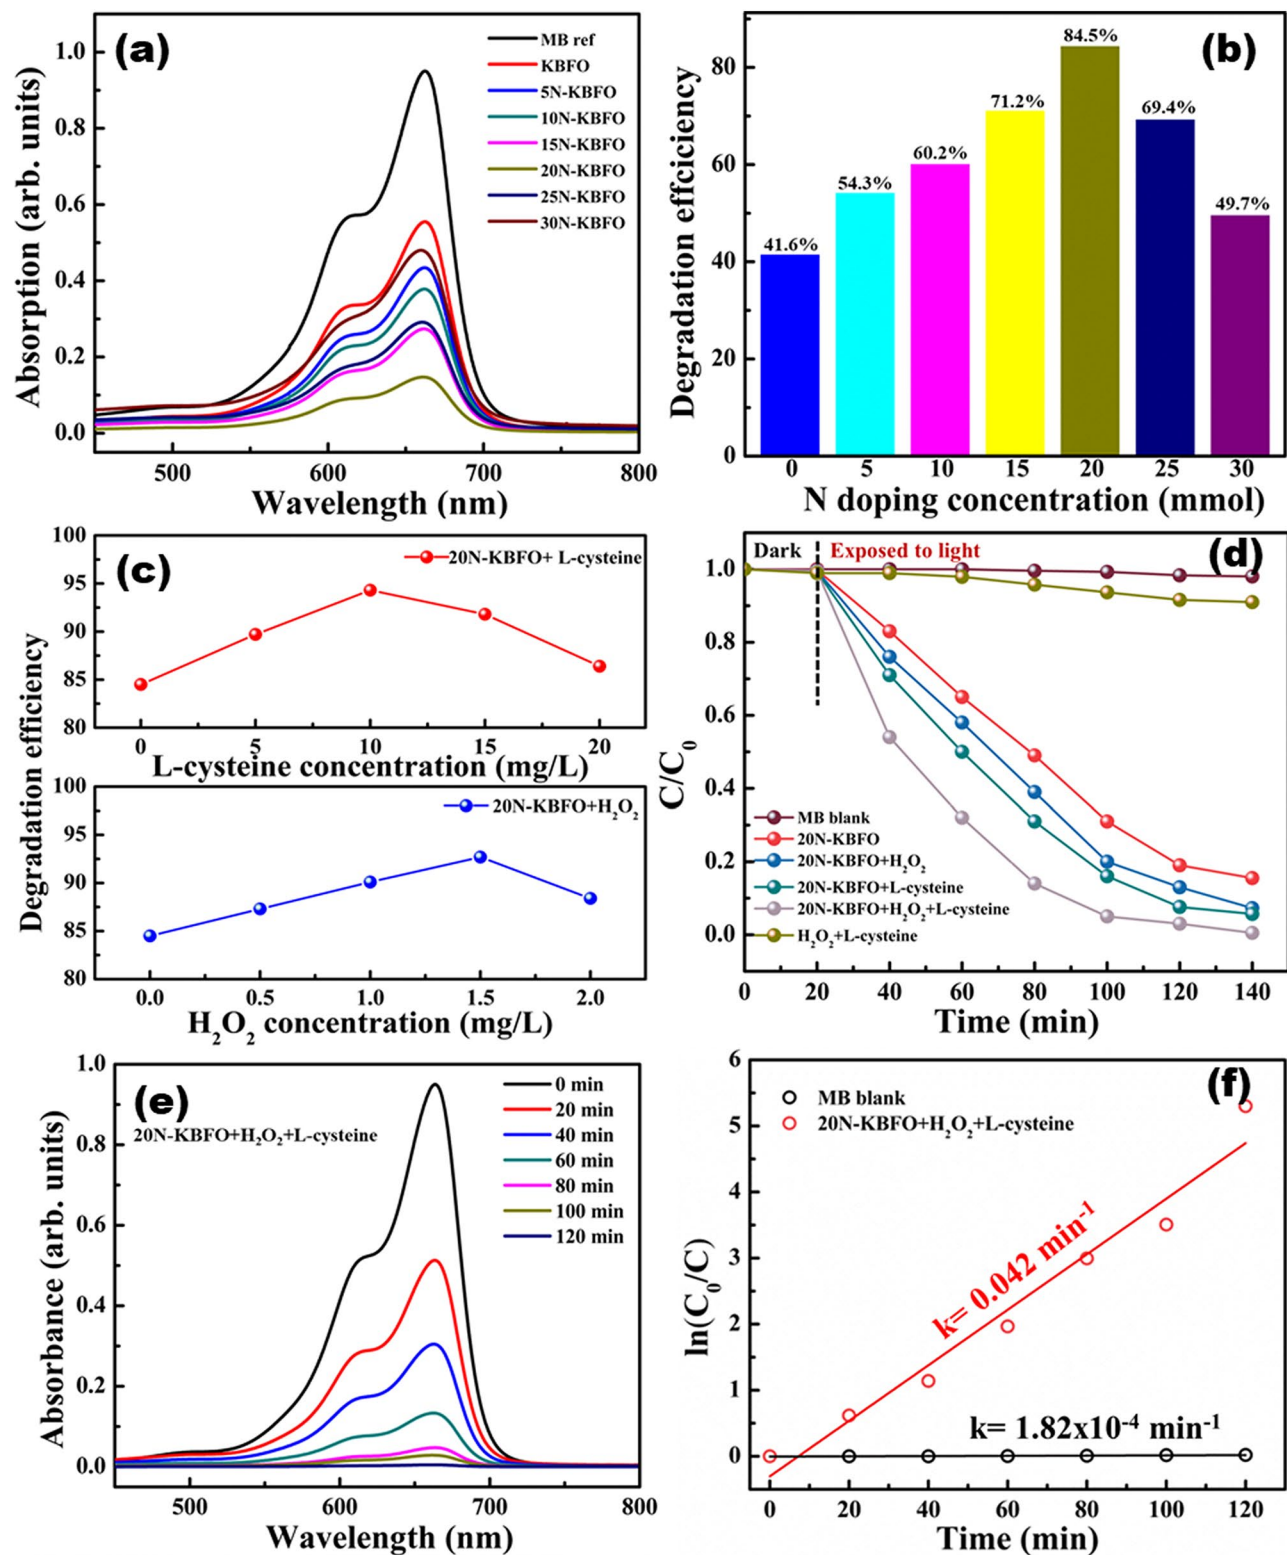 (a)
MB ref
KBFO
5N-KBFO
10N-KBFO
15N-KBFO
20N-KBFO
25N-KBFO
30N-KBFO
Absorption (arb. units)
1.0
0.8
0.6
0.4
0.2
0.0
500 600 700 800
Wavelength (nm)
(b)
Degradation effciciency
80
60
40
20
0
41.6%
54.3%
60.2%
71.2%
84.5%
69.4%
49.7%
0 5 10 15 20 25 30
N doping concentration (mmol)
(c)
20N-KBFO+ L-cysteine
Degradation efficiency
100
95
90
85
80
0 5 10 15 20
L-cysteine concentration (mg/L)
20N-KBFO+H₂O₂
100
95
90
85
80
0.0 0.5 1.0 1.5 2.0
H₂O₂ concentration (mg/L)
(d)
Dark
Exposed to light
C/C₀
1.0
0.8
0.6
0.4
0.2
0.0
MB blank
20N-KBFO
20N-KBFO+H₂O₂
20N-KBFO+L-cysteine
20N-KBFO+H₂O₂+L-cysteine
H₂O₂+L-cysteine
0 20 40 60 80 100 120 140
Time (min)
(e)
20N-KBFO+H₂O₂+L-cysteine
0 min
20 min
40 min
60 min
80 min
100 min
120 min
Absorbance (arb. units)
1.0
0.8
0.6
0.4
0.2
0.0
500 600 700 800
Wavelength (nm)
(f)
MB blank
20N-KBFO+H₂O₂+L-cysteine
ln(C₀/C)
6
5
4
3
2
1
0
k= 0.042 min⁻¹
k= 1.82x10⁻⁴ min⁻¹
0 20 40 60 80 100 120
Time (min)